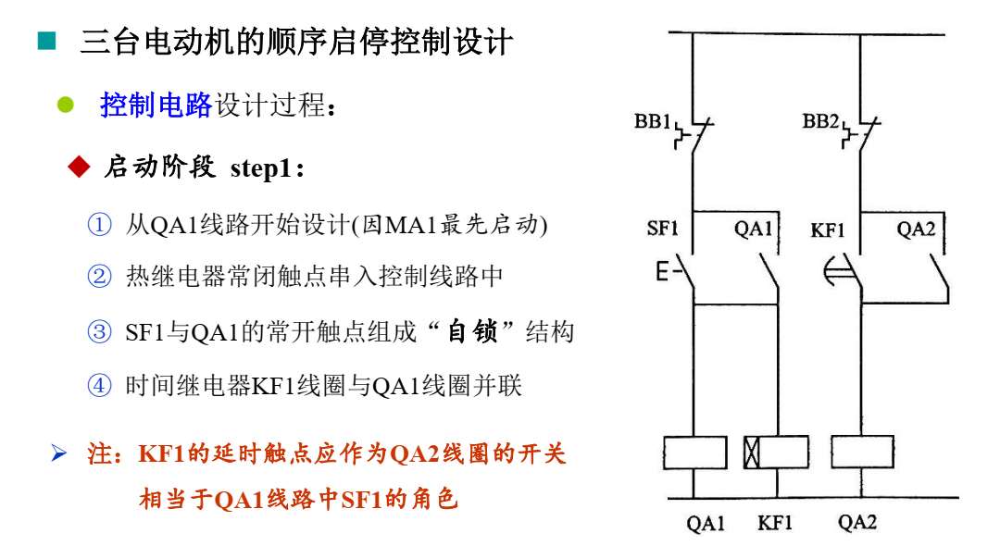 三台电动机的顺序启停控制设计
控制电路设计过程：
启动阶段 step1：
① 从QA1线路开始设计(因MA1最先启动)
② 热继电器常闭触点串入控制线路中
③ SF1与QA1的常开触点组成“自锁”结构
④ 时间继电器KF1线圈与QA1线圈并联
注：KF1的延时触点应作为QA2线圈的开关
相当于QA1线路中SF1的角色
BB1 BB2
SF1 QA1 KF1 QA2
QA1 KF1 QA2